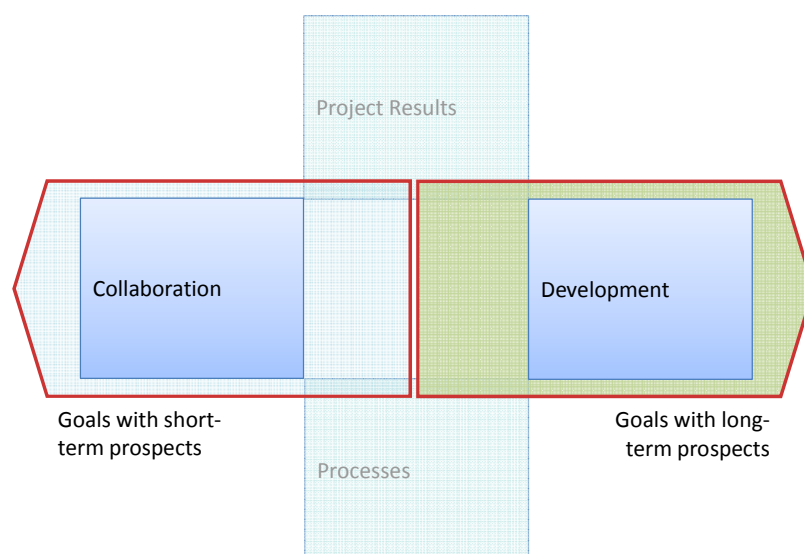 Project Results
Collaboration
Development
Goals with short-
term prospects
Goals with long-
term prospects
Processes